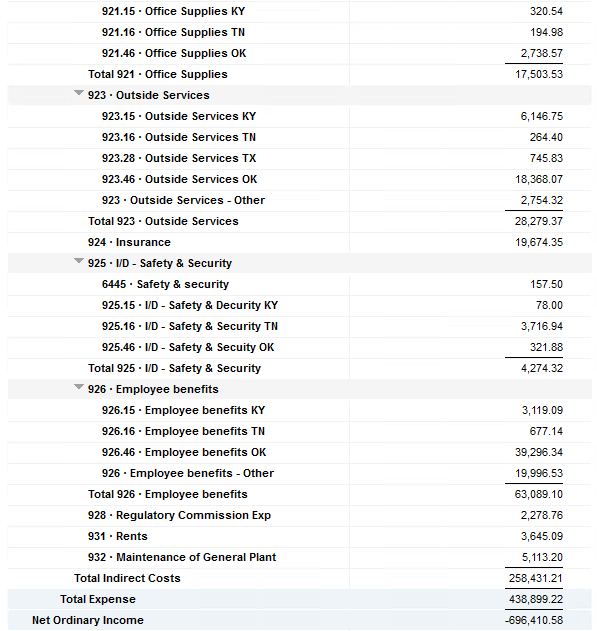 921.15 · Office Supplies KY 320.54
921.16 · Office Supplies TN 194.98
921.46 · Office Supplies OK 2,738.57
Total 921 · Office Supplies 17,503.53
923 · Outside Services
923.15 · Outside Services KY 6,146.75
923.16 · Outside Services TN 264.40
923.28 · Outside Services TX 745.83
923.46 · Outside Services OK 18,368.07
923 · Outside Services - Other 2,754.32
Total 923 · Outside Services 28,279.37
924 · Insurance 19,674.35
925 · I/D - Safety & Security
6445 · Safety & security 157.50
925.15 · I/D - Safety & Decurity KY 78.00
925.16 · I/D - Safety & Security TN 3,716.94
925.46 · I/D - Safety & Secuity OK 321.88
Total 925 · I/D - Safety & Security 4,274.32
926 · Employee benefits
926.15 · Employee benefits KY 3,119.09
926.16 · Employee benefits TN 677.14
926.46 · Employee benefits OK 39,296.34
926 · Employee benefits - Other 19,996.53
Total 926 · Employee benefits 63,089.10
928 · Regulatory Commission Exp 2,278.76
931 · Rents 3,645.09
932 · Maintenance of General Plant 5,113.20
Total Indirect Costs 258,431.21
Total Expense 438,899.22
Net Ordinary Income -696,410.58